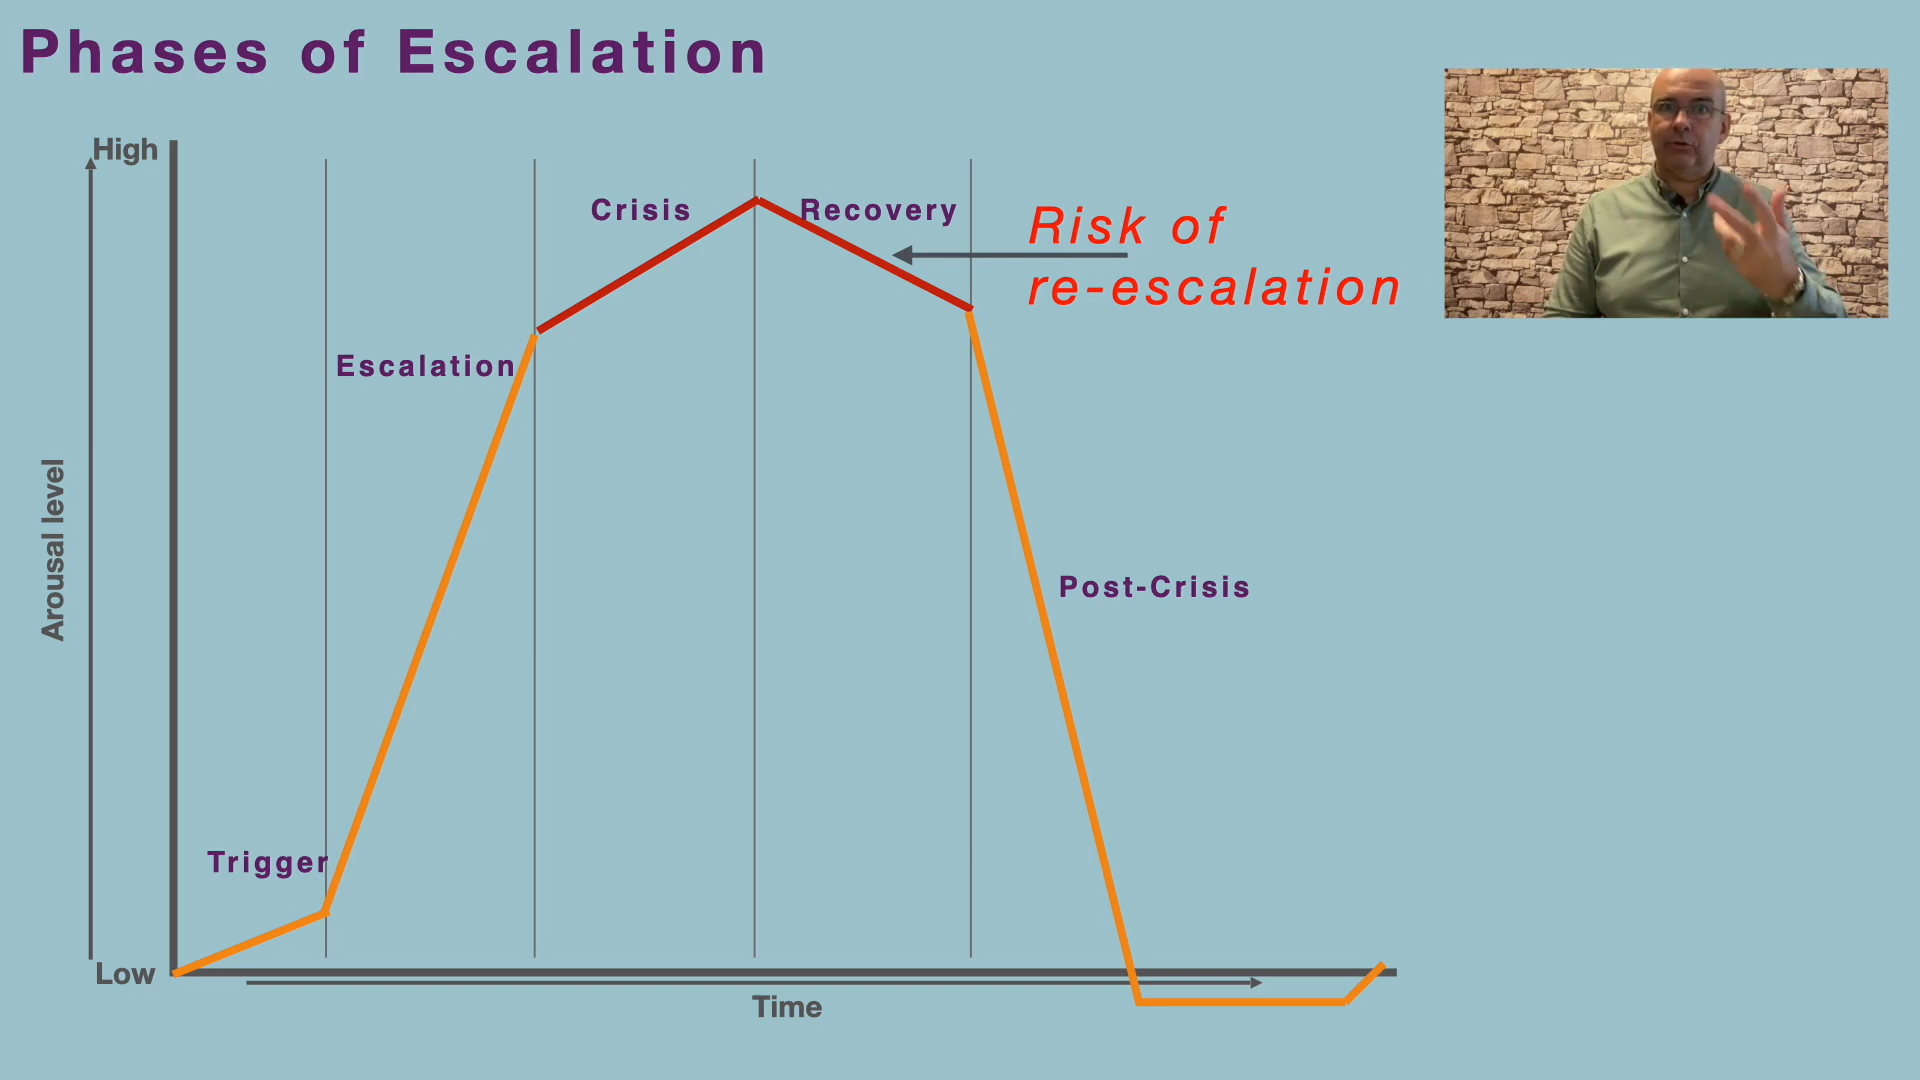 Phases of Escalation
High
Crisis
Recovery
Risk of
re-escalation
Escalation
Arousal level
Post-Crisis
Trigger
Low
Time